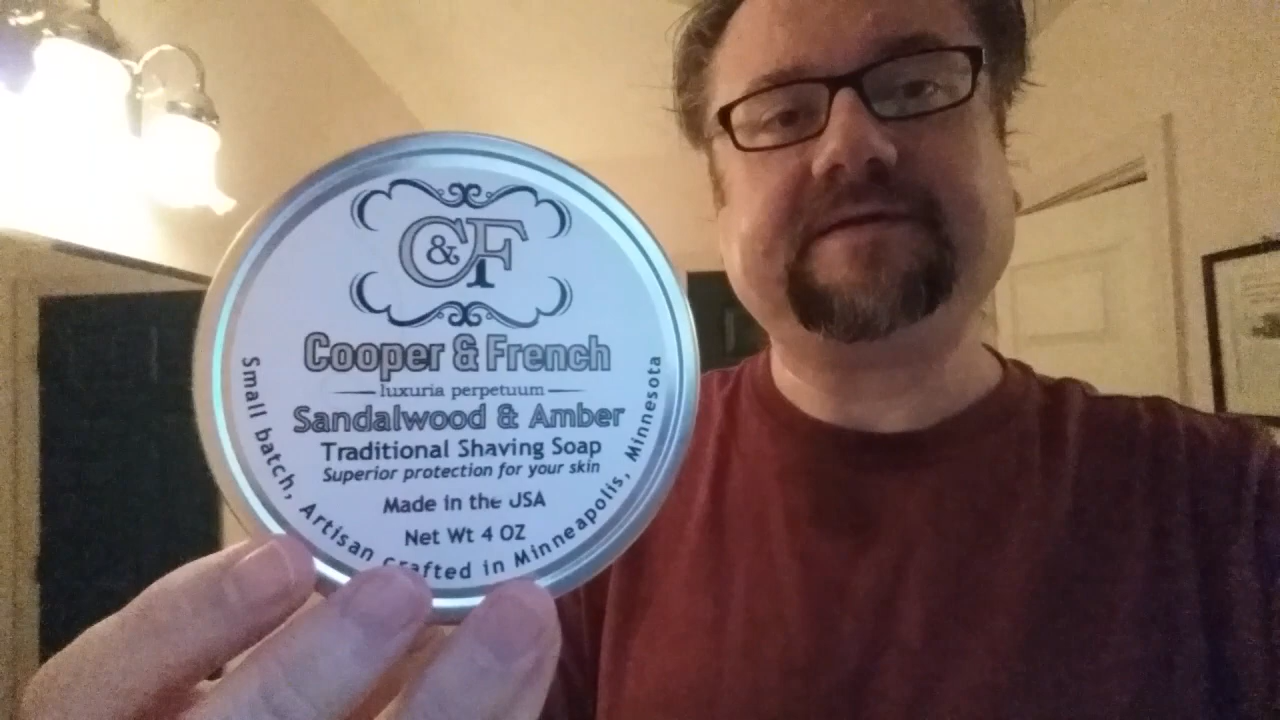 C&F
Cooper & French
luxuria perpetuum
Sandalwood & Amber
Traditional Shaving Soap
Superior protection for your skin
Made in the USA
Net Wt 4 OZ
Small batch, Artisan crafted in Minneapolis, Minnesota